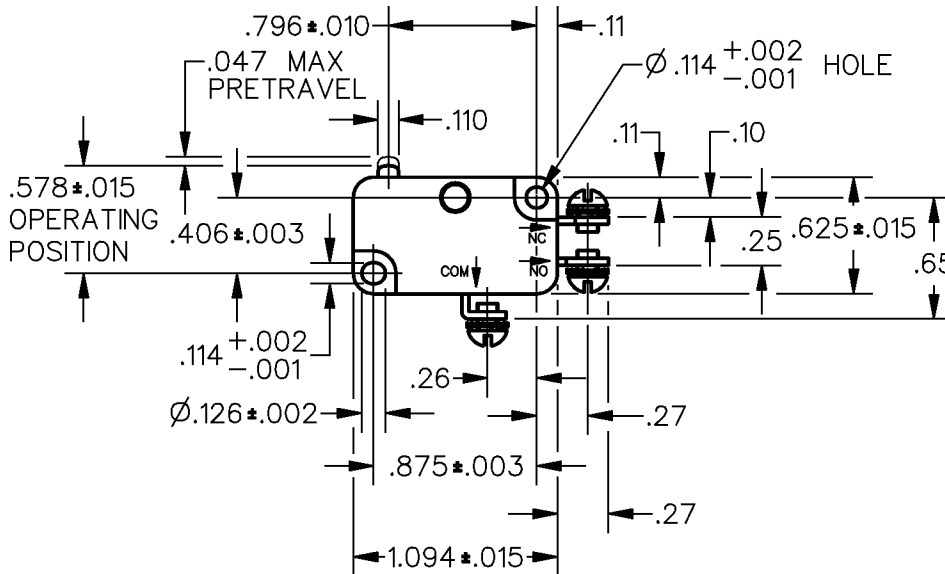 .796±.010
.11
.047 MAX
PRETRAVEL
Ø.114 +.002 -.001 HOLE
.110
.11
.10
.578±.015
OPERATING
POSITION
.406±.003
NC
.25
.625±.015
.65
COM
NO
.114 +.002 -.001
.26
Ø.126±.002
.27
.875±.003
.27
1.094±.015